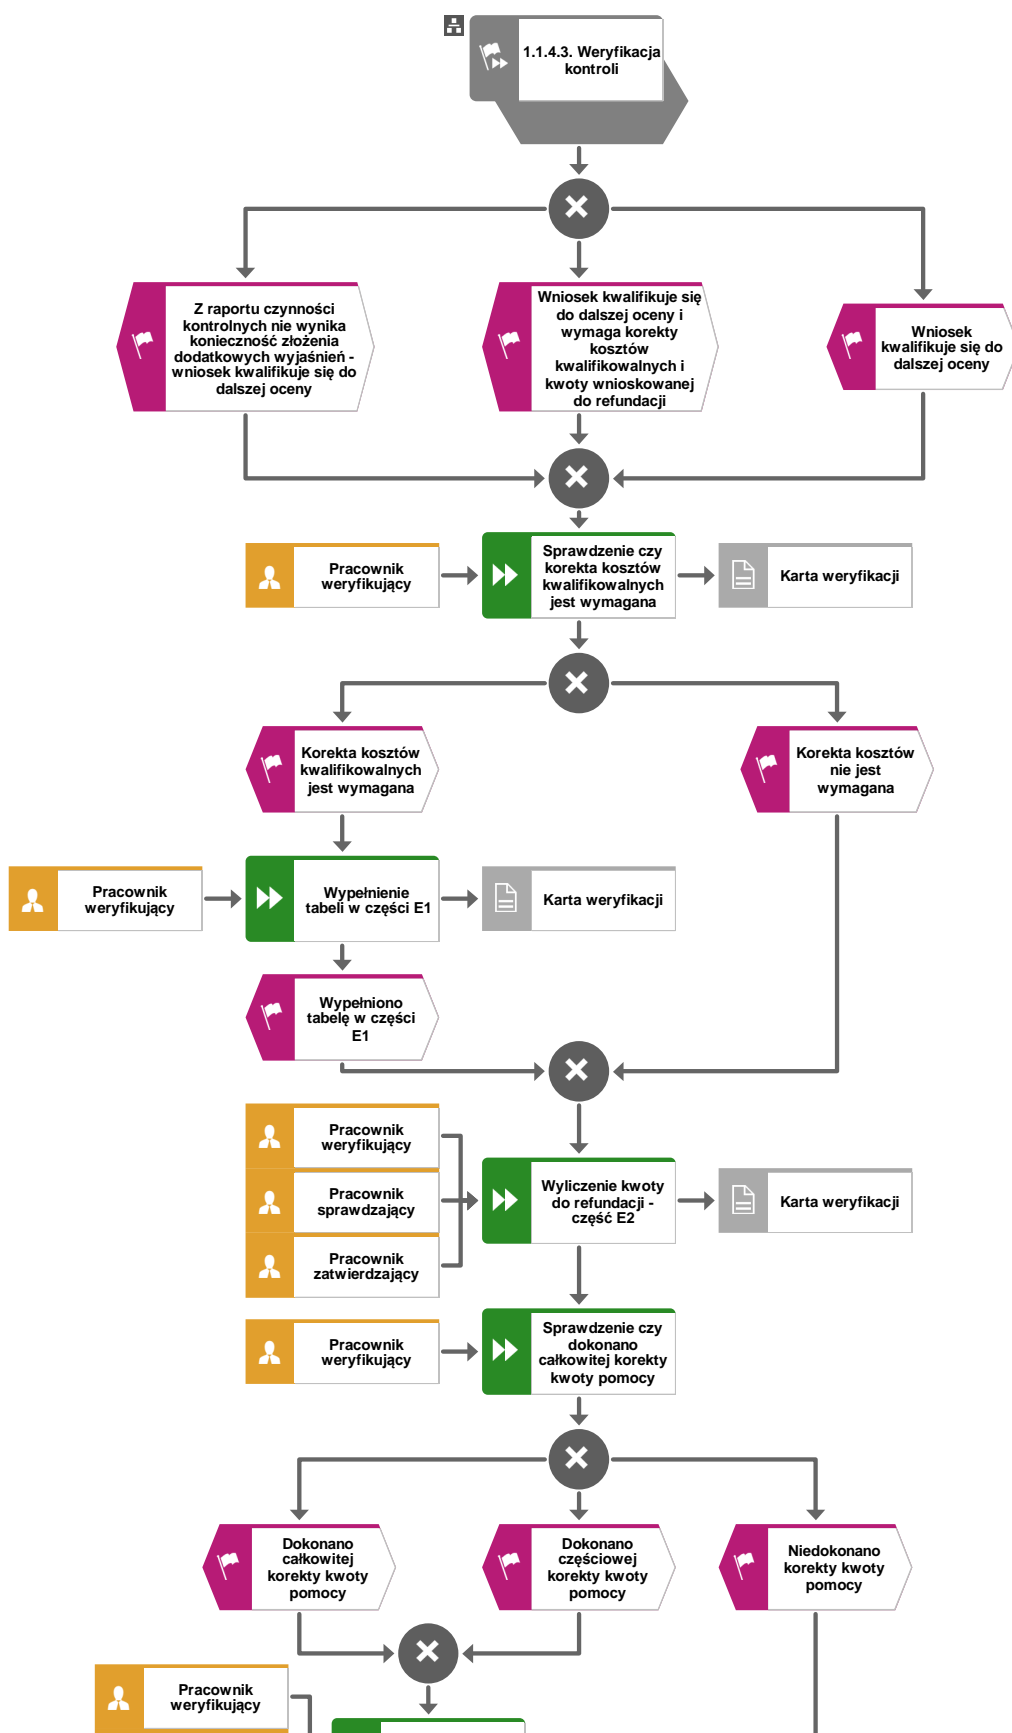 1.1.4.3. Weryfikacja
kontroli
Z raportu czynności
kontrolnych nie wynika
konieczność złożenia
dodatkowych wyjaśnień -
wniosek kwalifikuje się do
dalszej oceny
Wniosek kwalifikuje się
do dalszej oceny i
wymaga korekty
kosztów
kwalifikowalnych i
kwoty wnioskowanej
do refundacji
Wniosek
kwalifikuje się do
dalszej oceny
Pracownik
weryfikujący
Sprawdzenie czy
korekta kosztów
kwalifikowalnych
jest wymagana
Karta weryfikacji
Korekta kosztów
kwalifikowalnych
jest wymagana
Korekta kosztów
nie jest
wymagana
Pracownik
weryfikujący
Wypełnienie
tabeli w części E1
Karta weryfikacji
Wypełniono
tabelę w części
E1
Pracownik
weryfikujący
Pracownik
sprawdzający
Pracownik
zatwierdzający
Wyliczenie kwoty
do refundacji -
część E2
Karta weryfikacji
Pracownik
weryfikujący
Sprawdzenie czy
dokonano
całkowitej korekty
kwoty pomocy
Dokonano
całkowitej
korekty kwoty
pomocy
Dokonano
częściowej
korekty kwoty
pomocy
Niedokonano
korekty kwoty
pomocy
Pracownik
weryfikujący